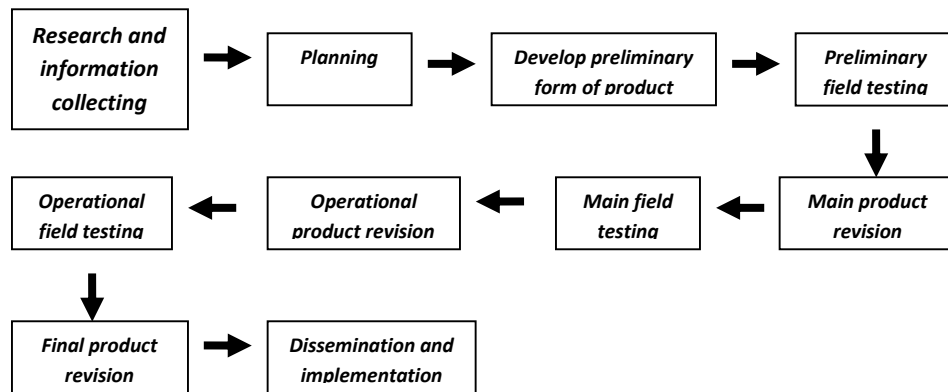 Research and
information
collecting
Planning
Develop preliminary
form of product
Preliminary
field testing
Main product
revision
Main field
testing
Operational
product revision
Operational
field testing
Final product
revision
Dissemination and
implementation